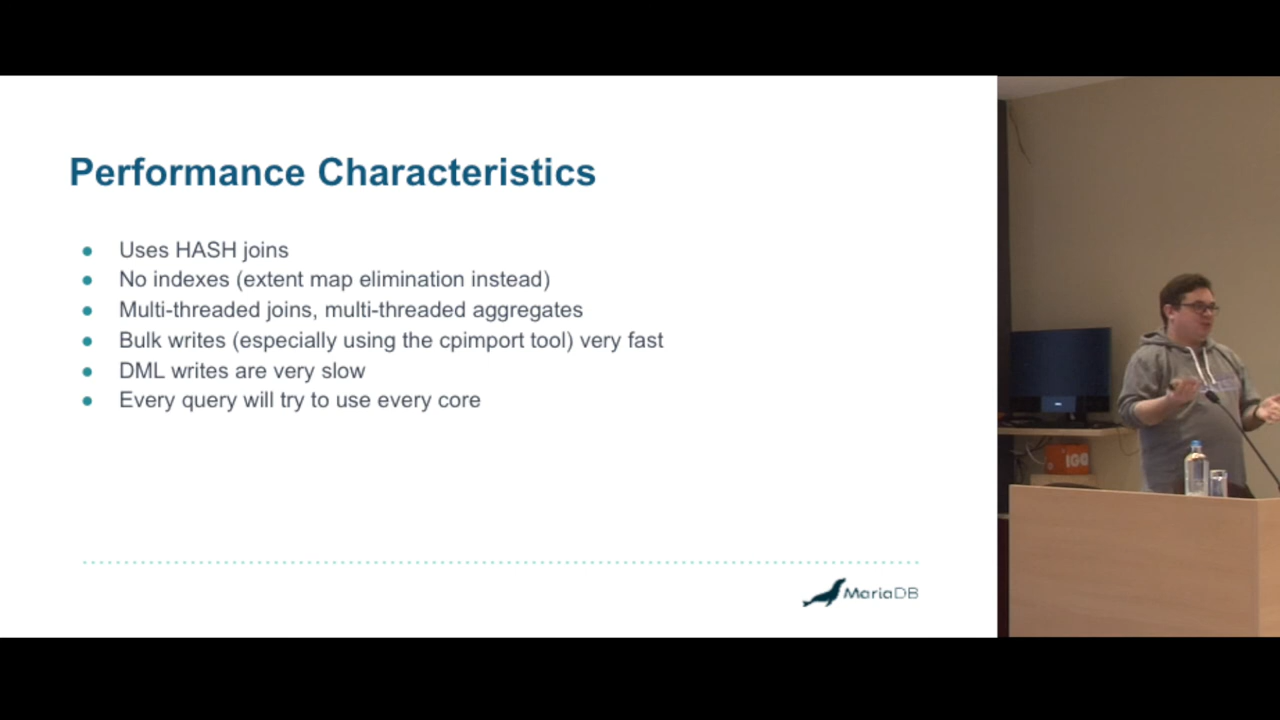 Performance Characteristics
Uses HASH joins
No indexes (extent map elimination instead)
Multi-threaded joins, multi-threaded aggregates
Bulk writes (especially using the cpimport tool) very fast
DML writes are very slow
Every query will try to use every core
MariaDB
IGO